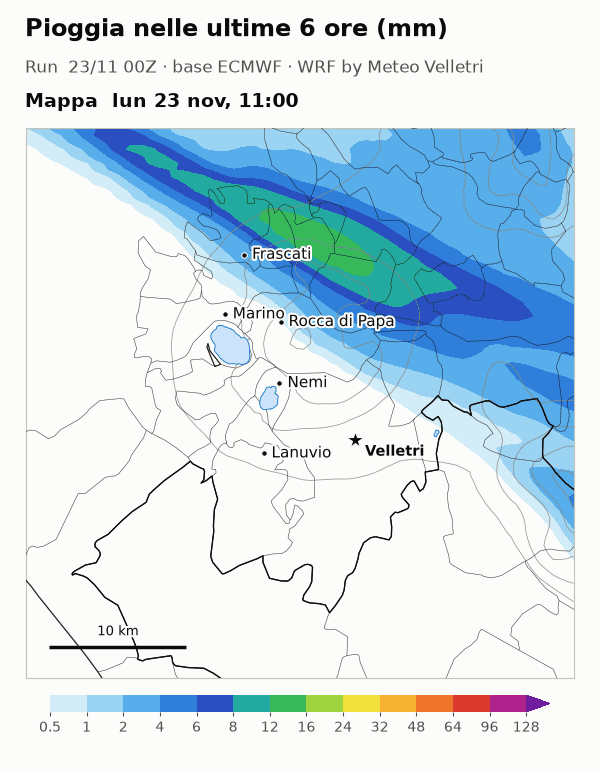 Pioggia nelle ultime 6 ore (mm)
Run  23/11 00Z · base ECMWF · WRF by Meteo Velletri
Mappa  lun 23 nov, 11:00
Frascati
Marino
Rocca di Papa
Nemi
Velletri
Lanuvio
10 km
0.5 1 2 4 6 8 12 16 24 32 48 64 96 128